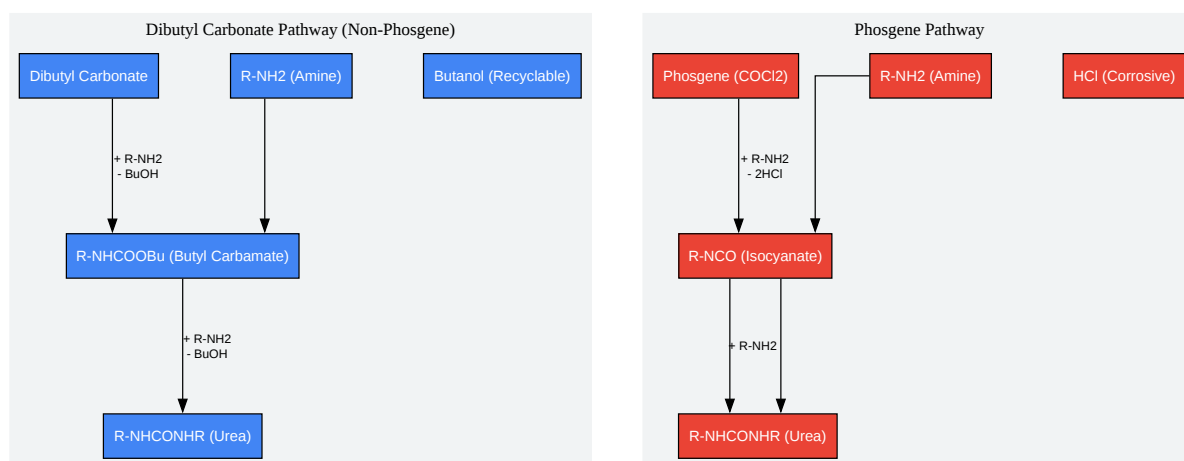 Dibutyl Carbonate Pathway (Non-Phosgene)
Dibutyl Carbonate
R-NH2 (Amine)
Butanol (Recyclable)
+ R-NH2
- BuOH
R-NHCOOBu (Butyl Carbamate)
+ R-NH2
- BuOH
R-NHCONHR (Urea)
Phosgene Pathway
Phosgene (COCl2)
R-NH2 (Amine)
HCl (Corrosive)
+ R-NH2
- 2HCl
R-NCO (Isocyanate)
+ R-NH2
R-NHCONHR (Urea)